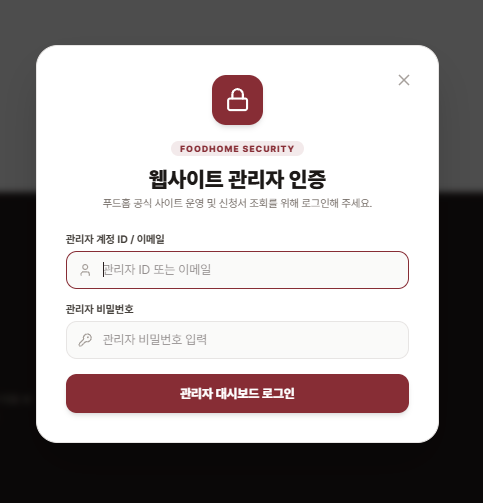 FOODHOME SECURITY
웹사이트 관리자 인증
푸드홈 공식 사이트 운영 및 신청서 조회를 위해 로그인해 주세요.
관리자 계정 ID / 이메일
관리자 ID 또는 이메일
관리자 비밀번호
관리자 비밀번호 입력
관리자 대시보드 로그인